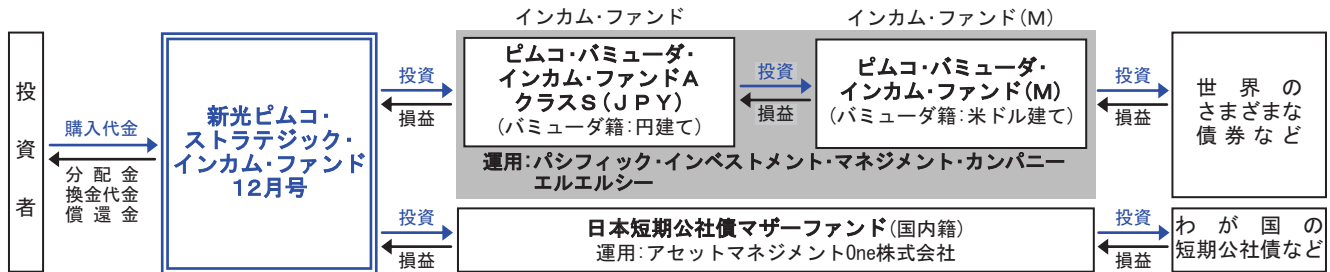 インカム・ファンド
インカム・ファンド(M)
投資者
購入代金
分配金
換金代金
償還金
新光ピムコ・
ストラテジック・
インカム・ファンド
12月号
投資
損益
ピムコ・バミューダ・
インカム・ファンドA
クラスS(JPY)
(バミューダ籍:円建て)
投資
損益
ピムコ・バミューダ・
インカム・ファンド(M)
(バミューダ籍:米ドル建て)
運用:パシフィック・インベストメント・マネジメント・カンパニー
エルエルシー
投資
損益
世界の
さまざまな
債券など
投資
損益
日本短期公社債マザーファンド(国内籍)
運用:アセットマネジメントOne株式会社
投資
損益
わが国の
短期公社債など